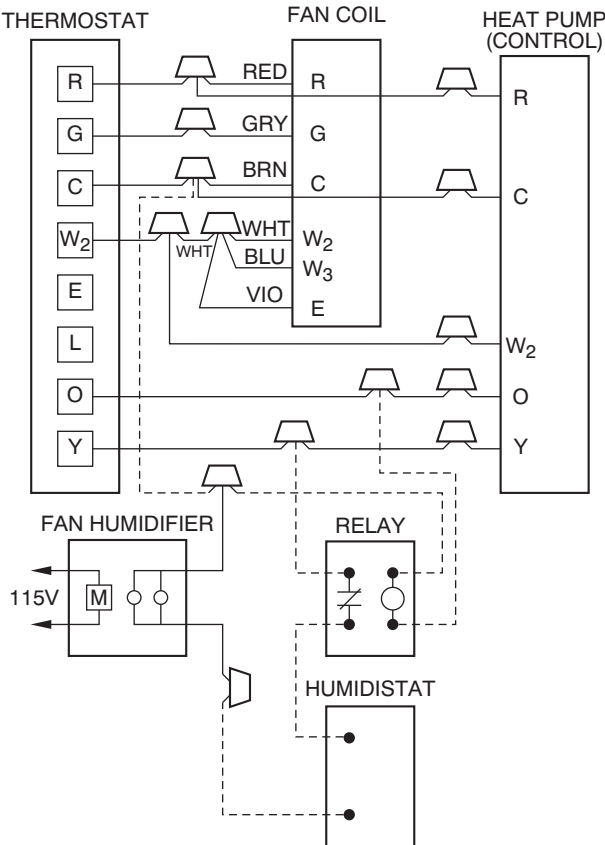 THERMOSTAT
FAN COIL
HEAT PUMP
(CONTROL)
R
RED
R
R
G
GRY
G
C
BRN
C
C
W2
WHT
WHT
W2
BLU
W3
E
VIO
E
L
W2
O
O
Y
Y
FAN HUMIDIFIER
RELAY
115V
M
HUMIDISTAT